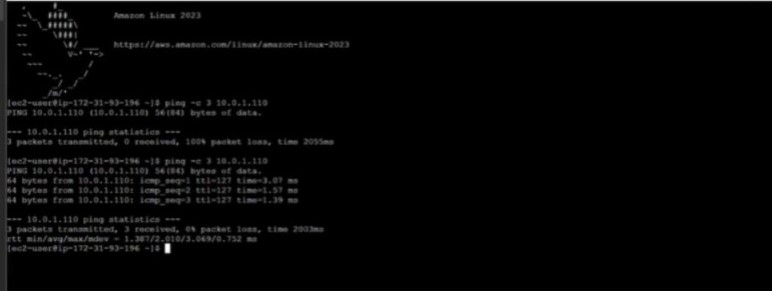 Amazon Linux 2023
https://aws.amazon.com/linux/amazon-linux-2023
[ec2-user@ip-172-31-93-196 ~]$ ping -c 3 10.0.1.110
PING 10.0.1.110 (10.0.1.110) 56(84) bytes of data.
--- 10.0.1.110 ping statistics ---
3 packets transmitted, 0 received, 100% packet loss, time 2055ms
[ec2-user@ip-172-31-93-196 ~]$ ping -c 3 10.0.1.110
PING 10.0.1.110 (10.0.1.110) 56(84) bytes of data.
64 bytes from 10.0.1.110: icmp_seq=1 ttl=127 time=3.07 ms
64 bytes from 10.0.1.110: icmp_seq=2 ttl=127 time=1.57 ms
64 bytes from 10.0.1.110: icmp_seq=3 ttl=127 time=1.39 ms
--- 10.0.1.110 ping statistics ---
3 packets transmitted, 3 received, 0% packet loss, time 2003ms
rtt min/avg/max/mdev = 1.387/2.010/3.069/0.752 ms
[ec2-user@ip-172-31-93-196 ~]$